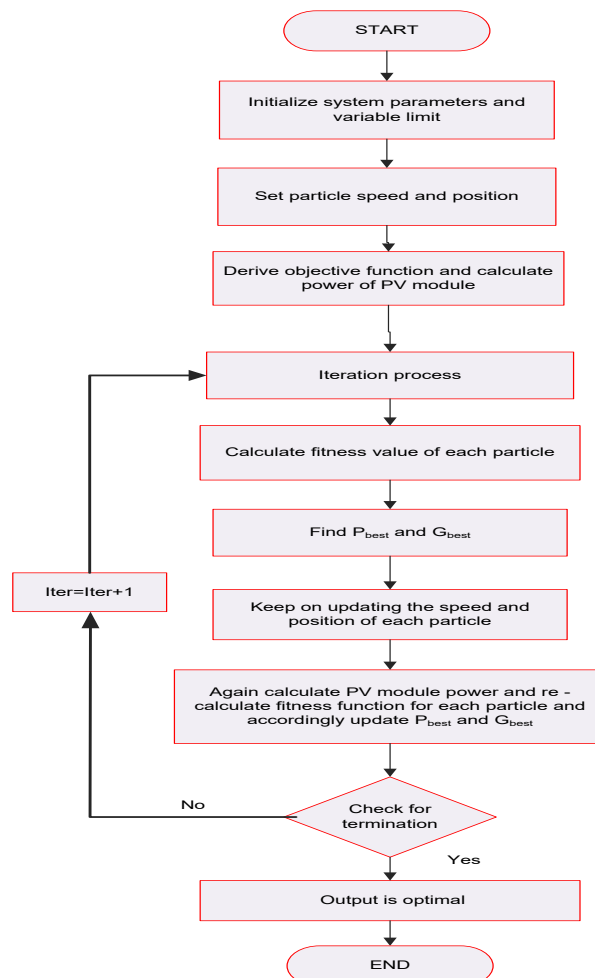 START
Initialize system parameters and
variable limit
Set particle speed and position
Derive objective function and calculate
power of PV module
Iteration process
Calculate fitness value of each particle
Find Pbest and Gbest
Iter=Iter+1
Keep on updating the speed and
position of each particle
Again calculate PV module power and re -
calculate fitness function for each particle and
accordingly update Pbest and Gbest
No
Check for
termination
Yes
Output is optimal
END